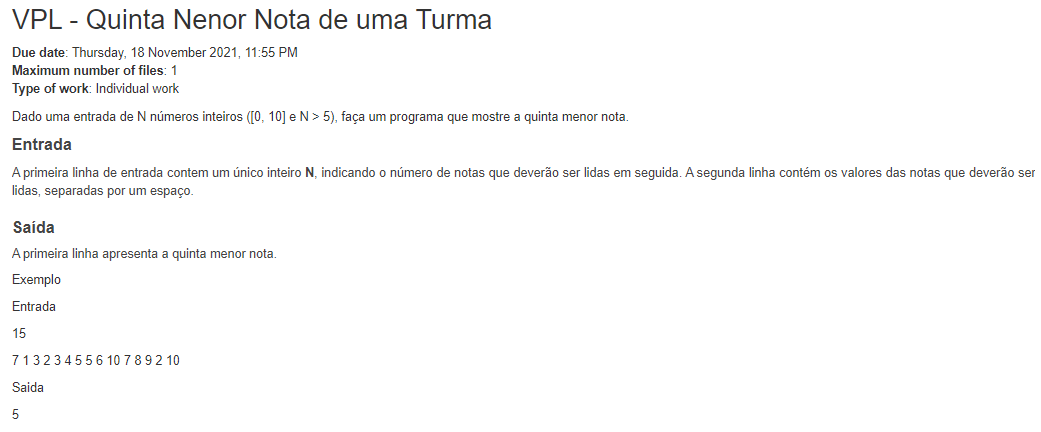 VPL - Quinta Nenor Nota de uma Turma
Due date: Thursday, 18 November 2021, 11:55 PM
Maximum number of files: 1
Type of work: Individual work
Dado uma entrada de N números inteiros ([0, 10] e N > 5), faça um programa que mostre a quinta menor nota.
Entrada
A primeira linha de entrada contem um único inteiro N, indicando o número de notas que deverão ser lidas em seguida. A segunda linha contém os valores das notas que deverão ser
lidas, separadas por um espaço.
Saída
A primeira linha apresenta a quinta menor nota.
Exemplo
Entrada
15
7 1 3 2 3 4 5 5 6 10 7 8 9 2 10
Saida
5